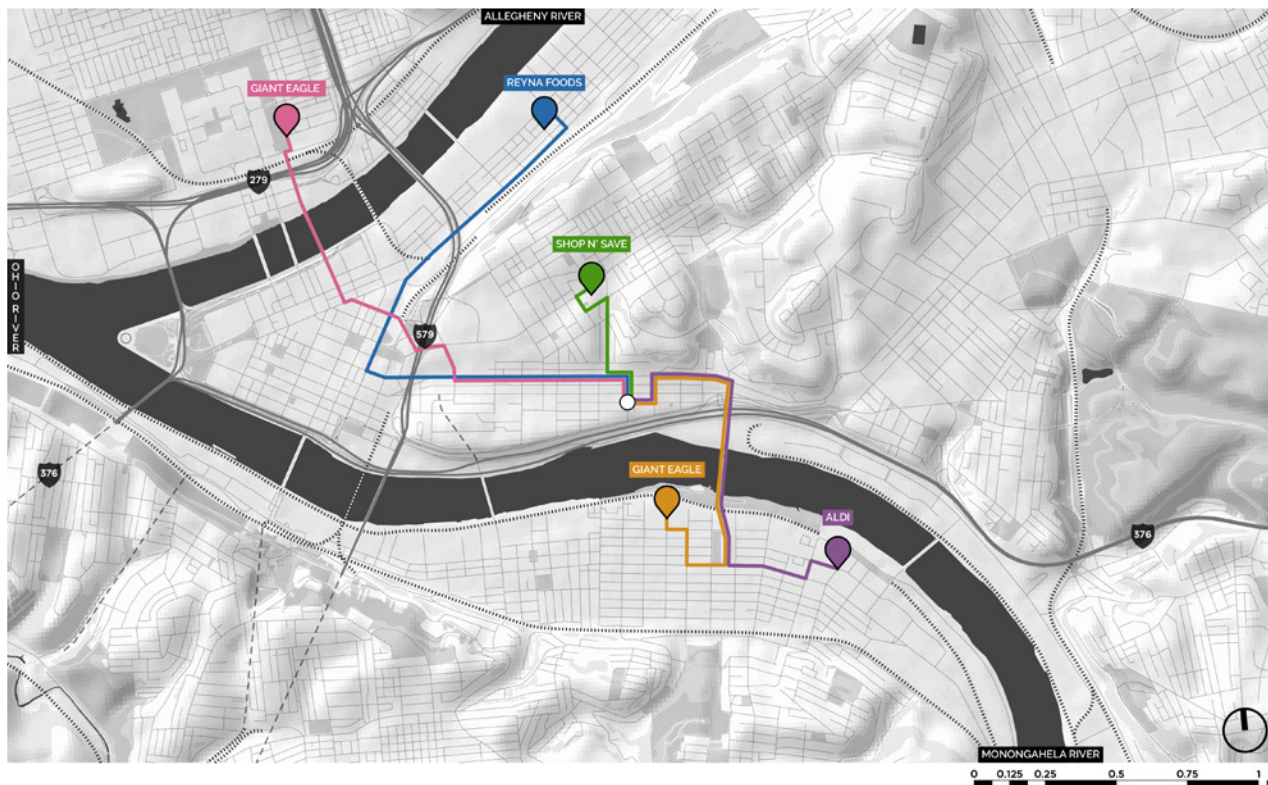 ALLEGHENY RIVER
GIANT EAGLE
REYNA FOODS
279
SHOP N' SAVE
OHIO RIVER
579
GIANT EAGLE
376
ALDI
376
MONONGAHELA RIVER
0 0.125 0.25 0.5 0.75 1